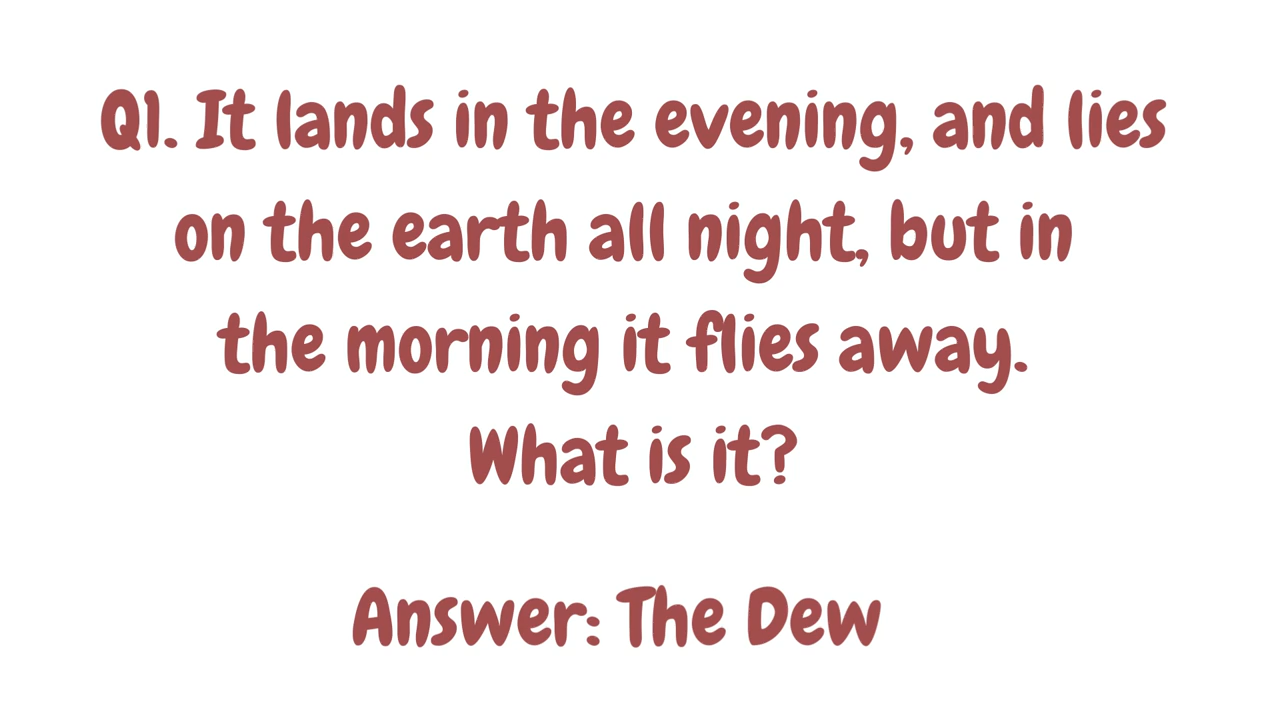 Q1. It lands in the evening, and lies
on the earth all night, but in
the morning it flies away.
What is it?
Answer: The Dew